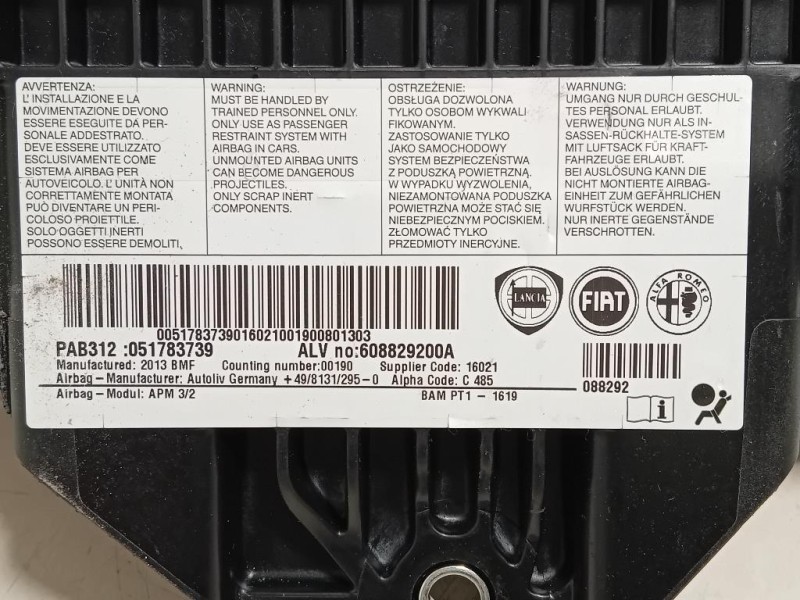 AVVERTENZA:
L' INSTALLAZIONE E LA
MOVIMENTAZIONE DEVONO
ESSERE ESEGUITE DA PER-
SONALE ADDESTRATO.
DEVE ESSERE UTILIZZATO
ESCLUSIVAMENTE COME
SISTEMA AIRBAG PER
AUTOVEICOLO. L' UNITÀ NON
CORRETTAMENTE MONTATA
PUÒ DIVENTARE UN PERI-
COLOSO PROIETTILE.
SOLO OGGETTI INERTI
POSSONO ESSERE DEMOLITI,
WARNING:
MUST BE HANDLED BY
TRAINED PERSONNEL ONLY.
ONLY USE AS PASSENGER
RESTRAINT SYSTEM WITH
AIRBAG IN CARS.
UNMOUNTED AIRBAG UNITS
CAN BECOME DANGEROUS
PROJECTILES.
ONLY SCRAP INERT
COMPONENTS.
OSTRZEŻENIE:
OBSŁUGA DOZWOLONA
TYLKO OSOBOM WYKWALI
FIKOWANYM.
ZASTOSOWANIE TYLKO
JAKO SAMOCHODOWY
SYSTEM BEZPIECZEŃSTWA
Z PODUSZKĄ POWIETRZNĄ.
W WYPADKU WYZWOLENIA,
NIEZAMONTOWANA PODUSZKA
POWIETRZNA MOŻE STAĆ SIĘ
NIEBEZPIECZNYM POCISKIEM.
ZŁOMOWAĆ TYLKO
PRZEDMIOTY INERCYJNE.
WARNUNG:
UMGANG NUR DURCH GESCHUL-
TES PERSONAL ERLAUBT.
VERWENDUNG NUR ALS IN-
SASSEN-RÜCKHALTE-SYSTEM
MIT LUFTSACK FÜR KRAFT-
FAHRZEUGE ERLAUBT.
BEI AUSLÖSUNG KANN DIE
NICHT MONTIERTE AIRBAG-
EINHEIT ZUM GEFÄHRLICHEN
WURFSTÜCK WERDEN.
NUR INERTE GEGENSTÄNDE
VERSCHROTTEN.
LANCIA
FIAT
ALFA ROMEO
0051783739016021001900801303
PAB312 :051783739 ALV no:608829200A
Manufactured: 2013 BMF Counting number:00190 Supplier Code: 16021
Airbag-Manufacturer: Autoliv Germany +49/8131/295-0 Alpha Code: C 485
Airbag-Modul: APM 3/2 BAM PT1 - 1619
088292
i